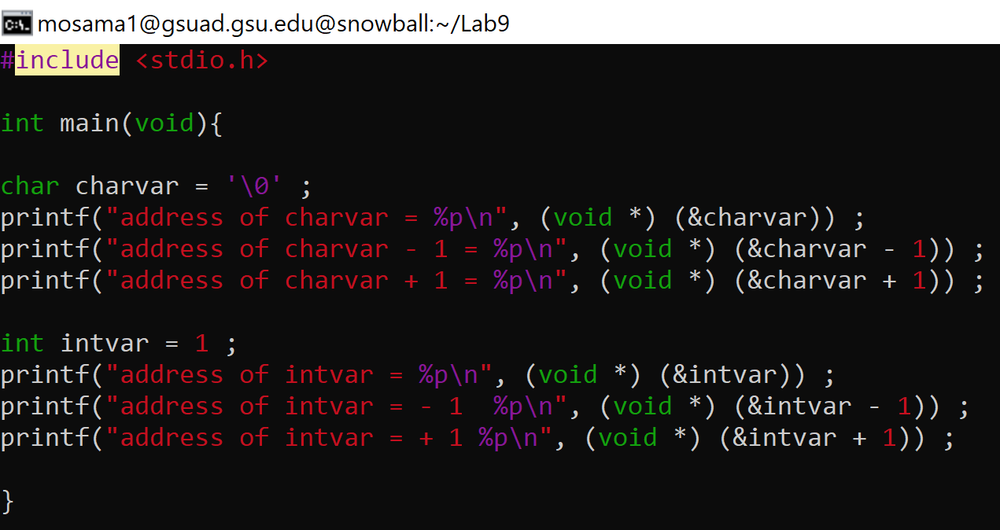 mosama1@gsuad.gsu.edu@snowball:~/Lab9
#include <stdio.h>
int main(void){
char charvar = '\0' ;
printf("address of charvar = %p\n", (void *) (&charvar)) ;
printf("address of charvar - 1 = %p\n", (void *) (&charvar - 1)) ;
printf("address of charvar + 1 = %p\n", (void *) (&charvar + 1)) ;
int intvar = 1 ;
printf("address of intvar = %p\n", (void *) (&intvar)) ;
printf("address of intvar = - 1  %p\n", (void *) (&intvar - 1)) ;
printf("address of intvar = + 1 %p\n", (void *) (&intvar + 1)) ;
}